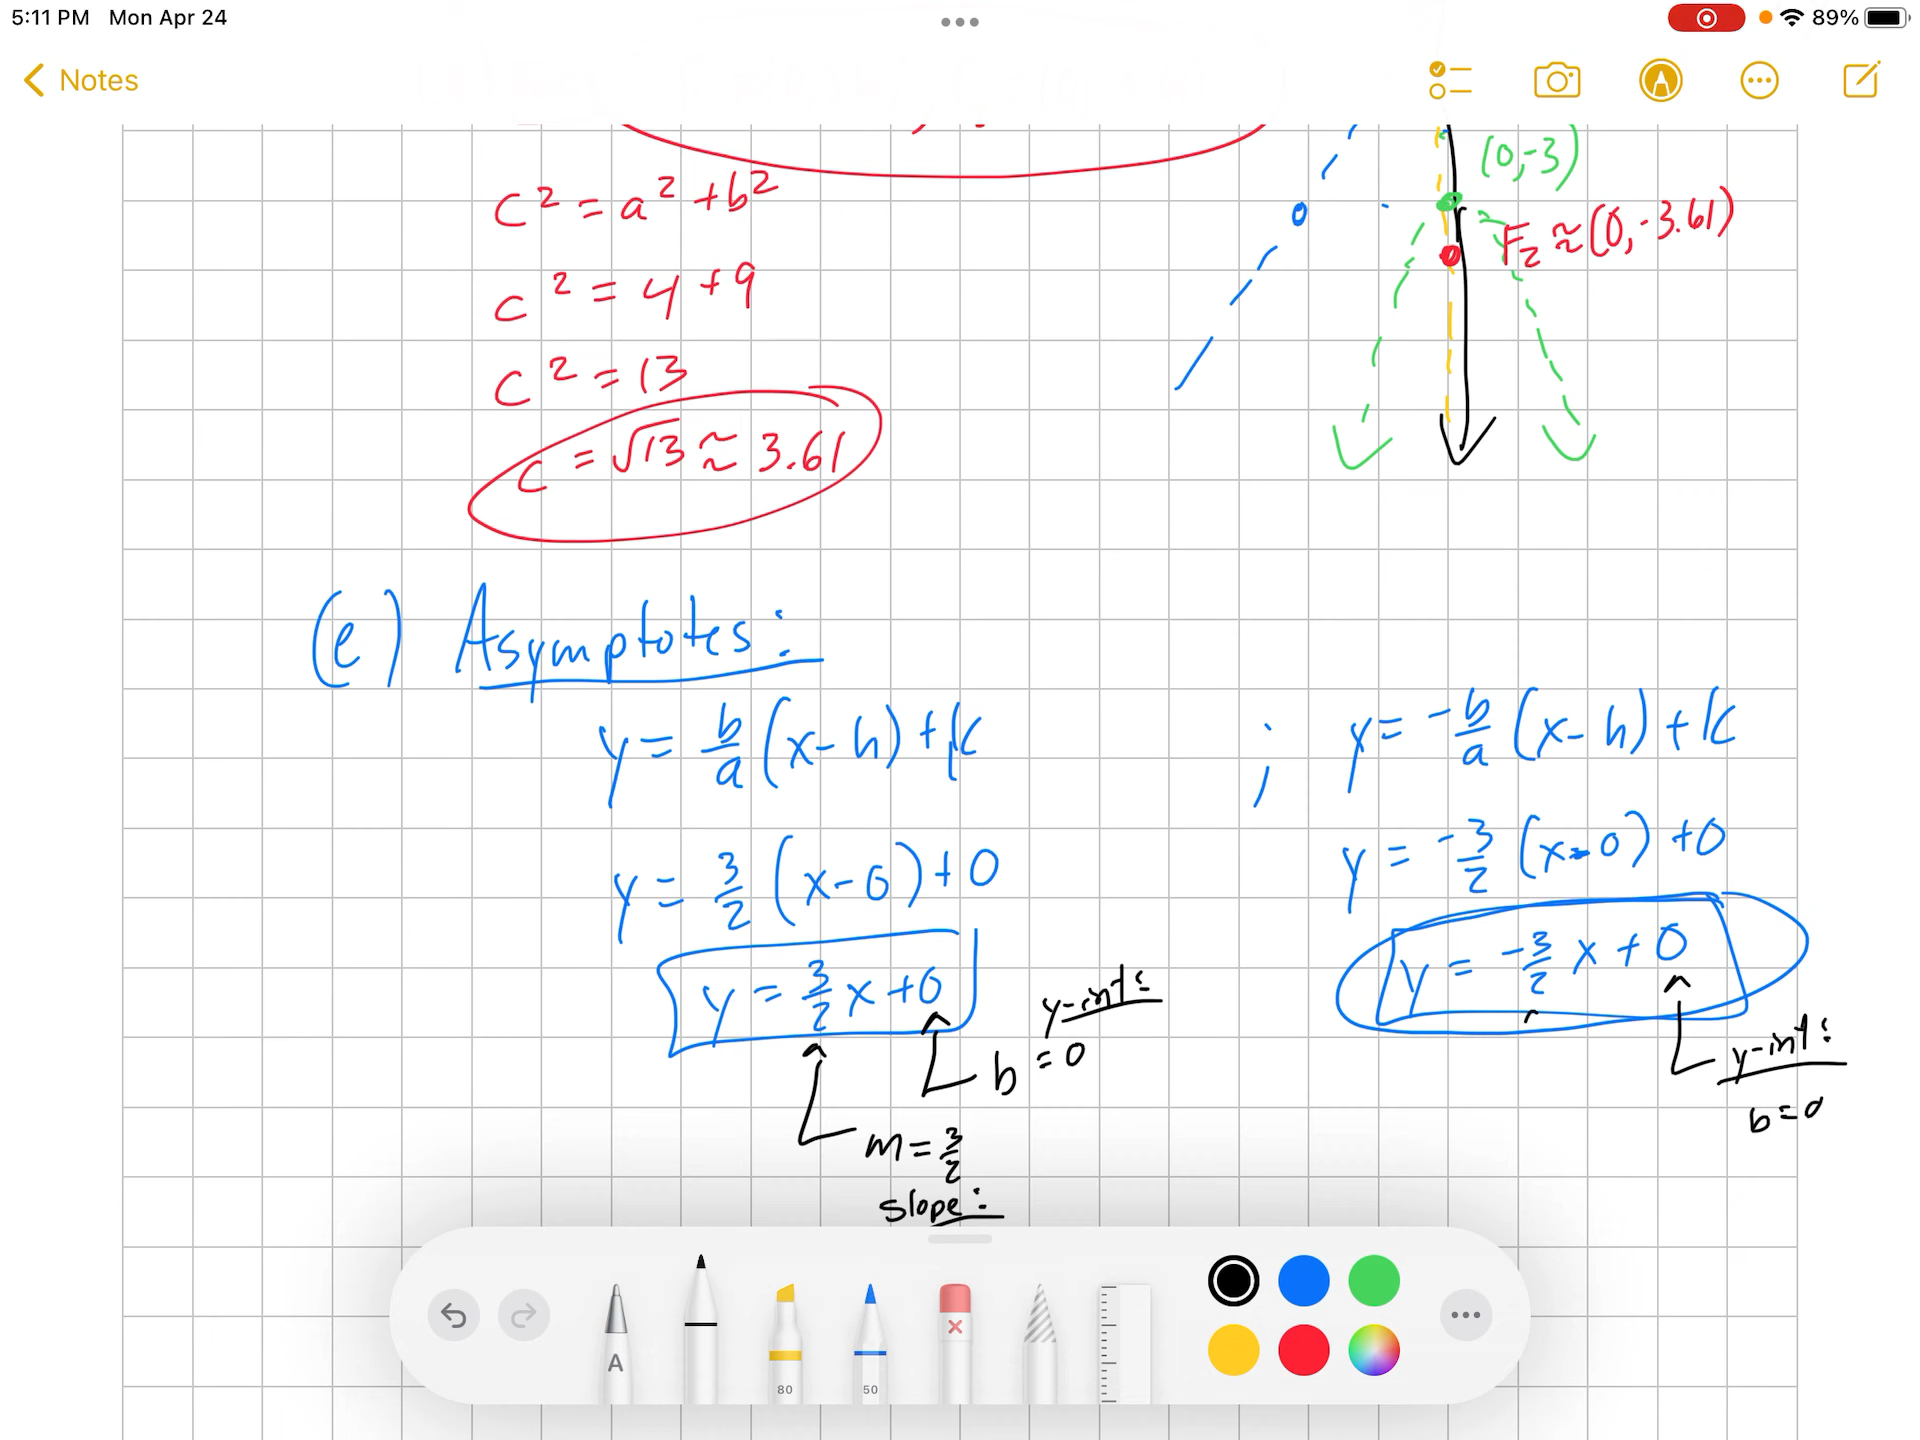 5:11 PM Mon Apr 24
89%
Notes
(0,-3)
c² = a² + b²
F₂ ≈ (0,-3.61)
c² = 4 + 9
c² = 13
c = √13 ≈ 3.61
(e) Asymptotes:
y = b/a (x-h) + k ; y = -b/a (x-h) + k
y = 3/2 (x-0) + 0
y = -3/2 (x-0) + 0
y = 3/2 x + 0
y = -3/2 x + 0
y-int:
b = 0
y-int:
b = 0
m = 3/2
slope:
A
80
50